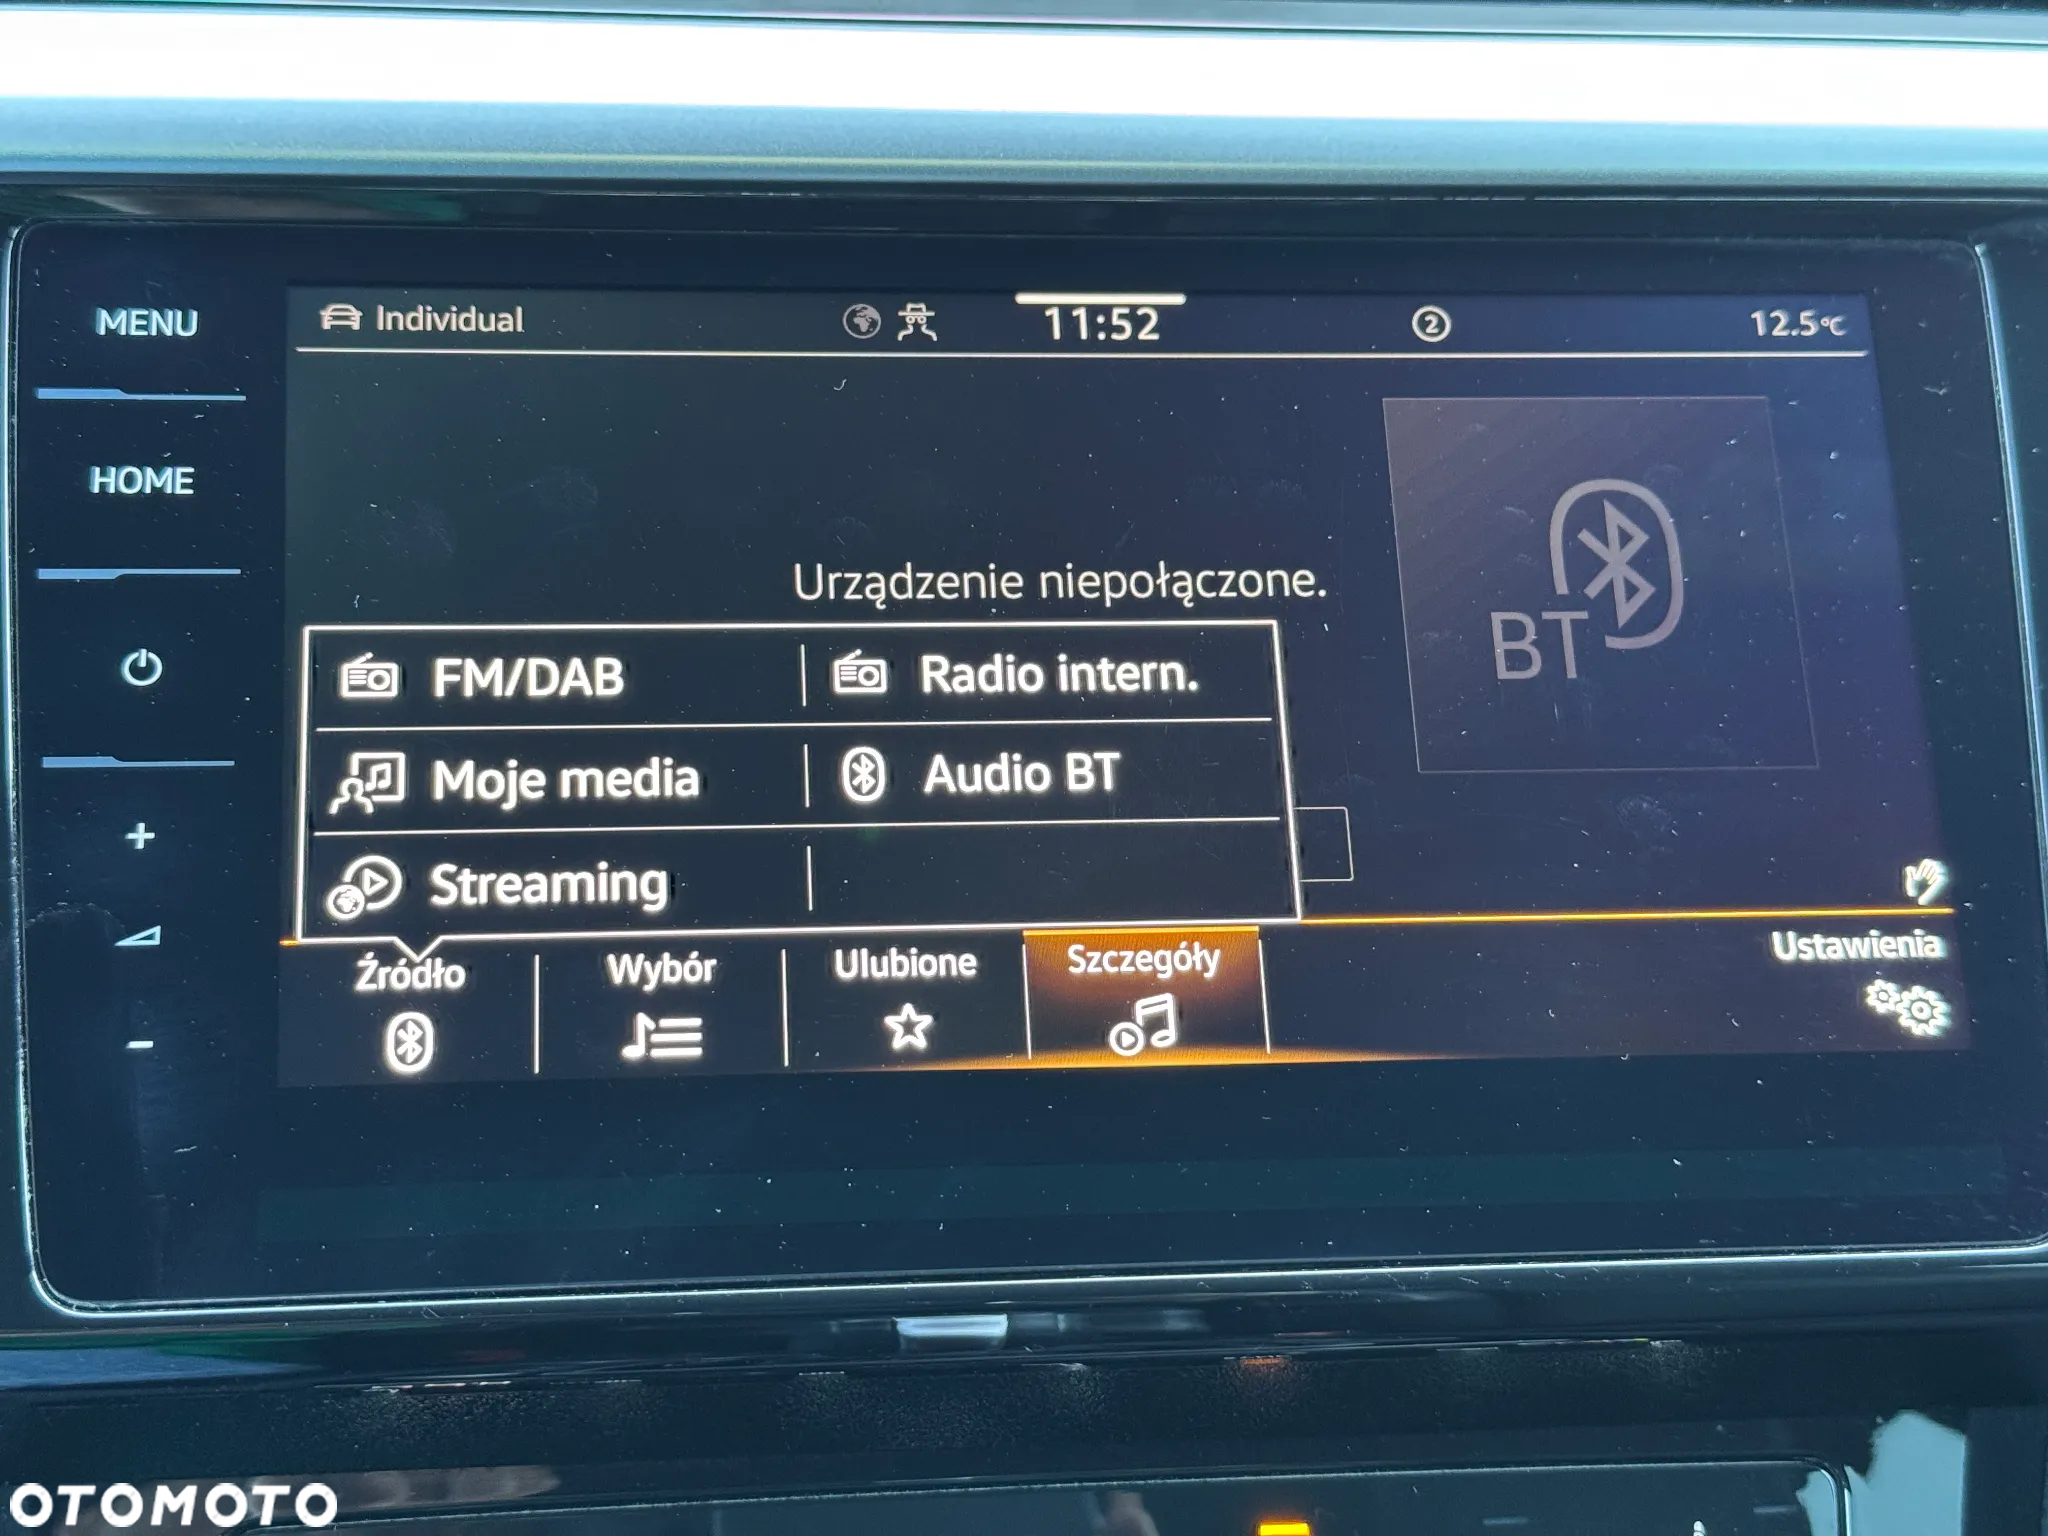 MENU
HOME
Individual
11:52
2
12.5°C
Urządzenie niepołączone.
BT
FM/DAB
Radio intern.
Moje media
Audio BT
Streaming
Źródło
Wybór
Ulubione
Szczegóły
Ustawienia
OTOMOTO